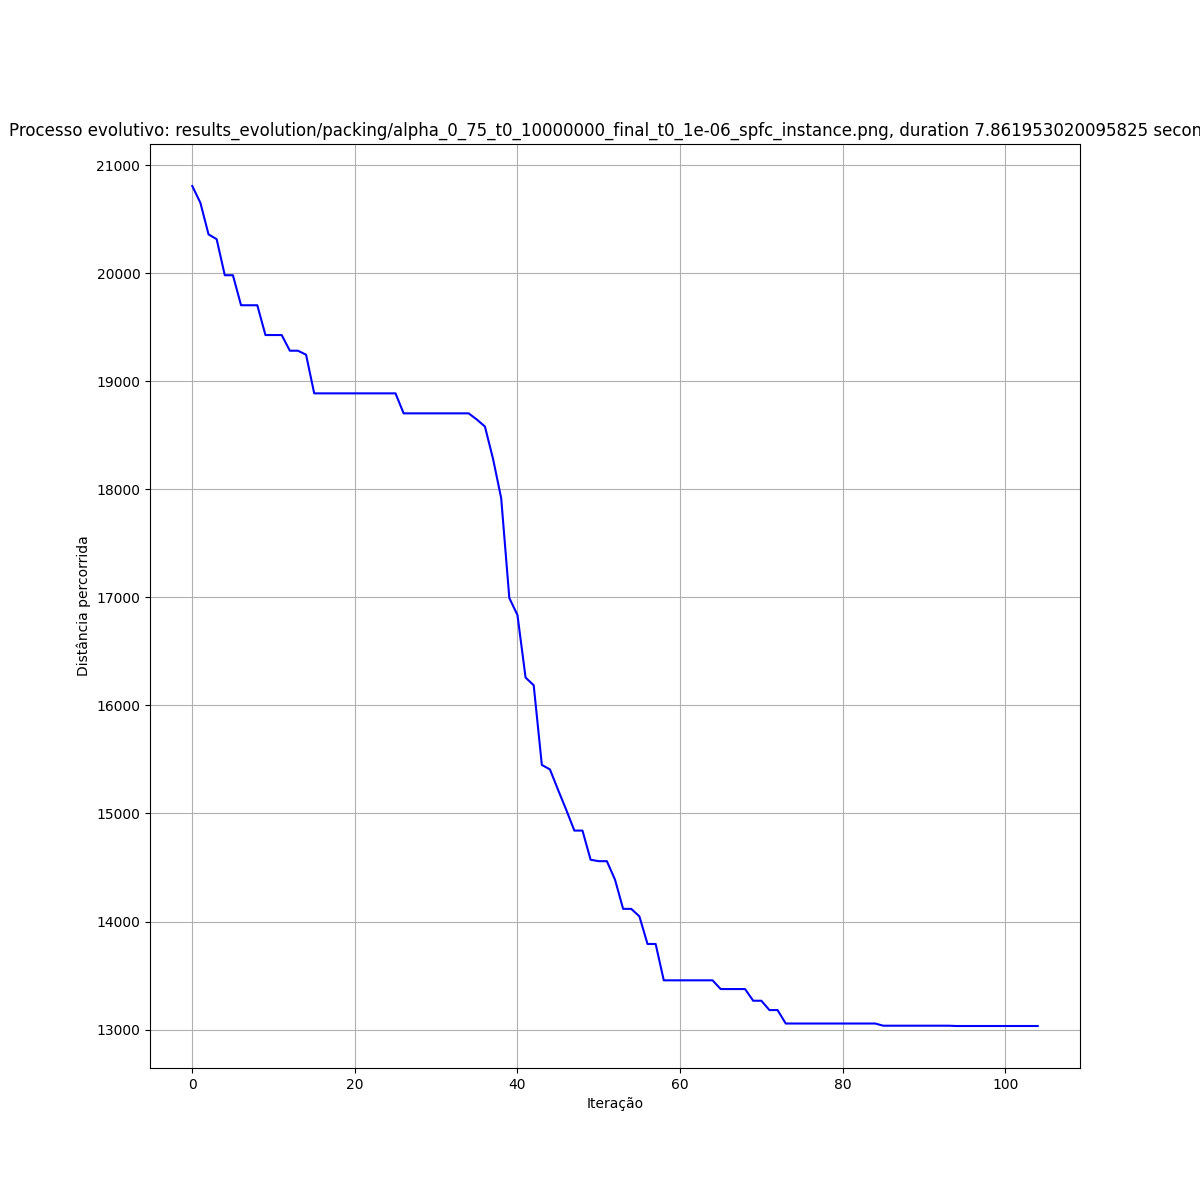 Processo evolutivo: results_evolution/packing/alpha_0_75_t0_10000000_final_t0_1e-06_spfc_instance.png, duration 7.861953020095825 secon
21000
20000
19000
18000
17000
16000
15000
14000
13000
Distância percorrida
0 20 40 60 80 100
Iteração